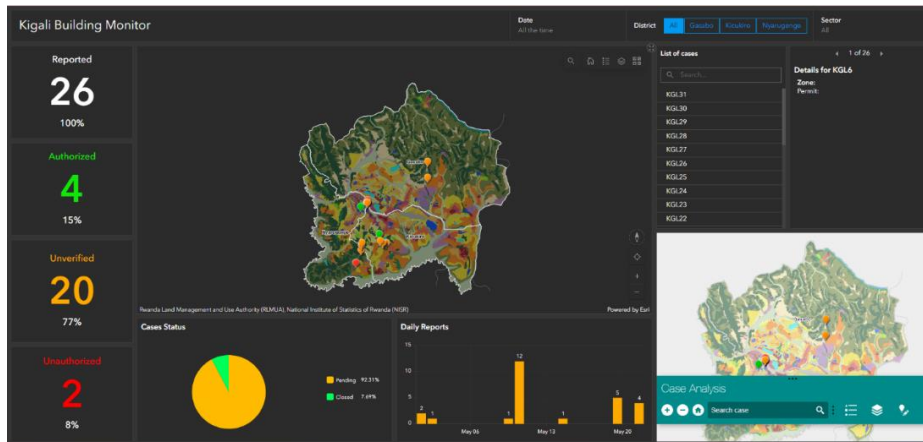 Kigali Building Monitor
Date
All the time
District
All
Gasabo
Kicukiro
Nyarugenge
Sector
All
Reported
26
100%
Authorized
4
15%
Unverified
20
77%
Unauthorized
2
8%
Rwanda Land Management and Use Authority (RLMUA), National Institute of Statistics of Rwanda (NISR)
Powered by Esri
Cases Status
Pending 92.31%
Closed 7.69%
Daily Reports
15
10
5
0
2
1
1
12
1
5
4
May 06
May 13
May 20
List of cases
Search...
KGL31
KGL30
KGL29
KGL28
KGL27
KGL26
KGL25
KGL24
KGL23
KGL22
1 of 26
Details for KGL6
Zone:
Permit:
Case Analysis
Search case